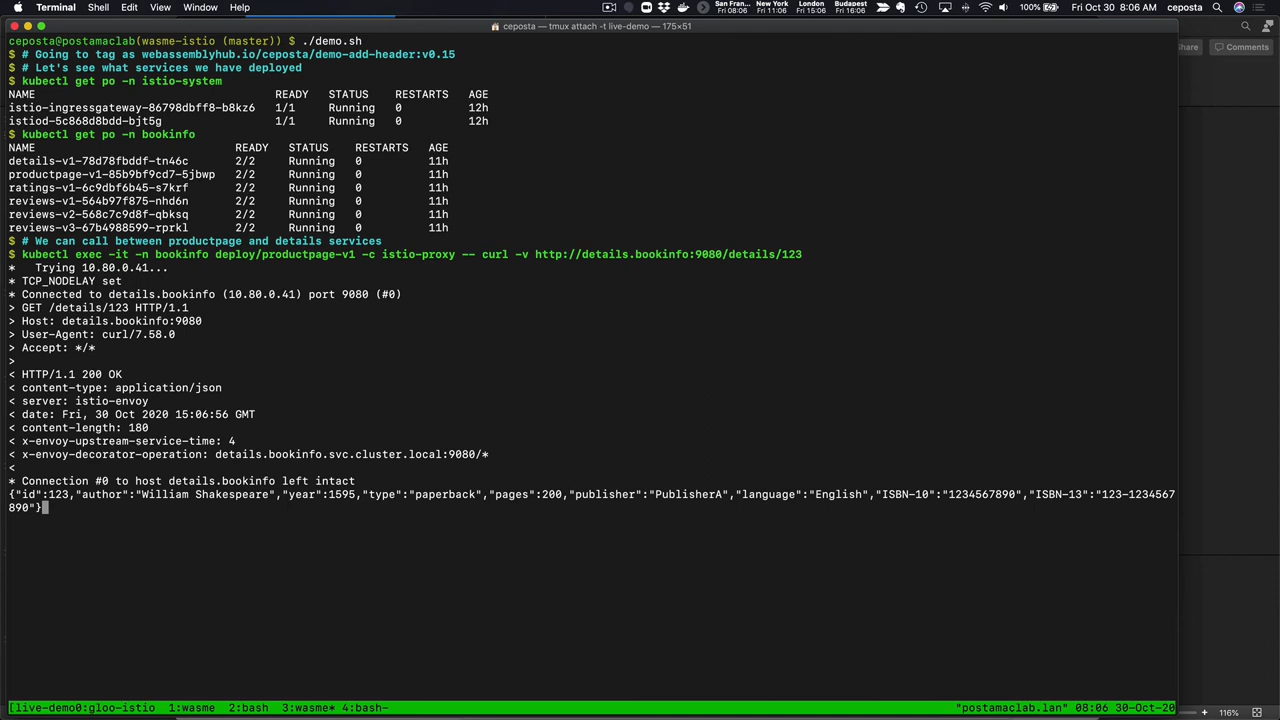 Terminal Shell Edit View Window Help
San Fran... New York London Budapest
Fri 08:06 Fri 11:06 Fri 15:06 Fri 16:06
100% Fri Oct 30 8:06 AM ceposta
ceposta — tmux attach -t live-demo — 175×51
Share Comments
ceposta@postamaclab(wasme-istio (master)) $ ./demo.sh
$ # Going to tag as webassemblyhub.io/ceposta/demo-add-header:v0.15
$ # Let's see what services we have deployed
$ kubectl get po -n istio-system
NAME READY STATUS RESTARTS AGE
istio-ingressgateway-86798dbff8-b8kz6 1/1 Running 0 12h
istiod-5c868d8bdd-bjt5g 1/1 Running 0 12h
$ kubectl get po -n bookinfo
NAME READY STATUS RESTARTS AGE
details-v1-78d78fbddf-tn46c 2/2 Running 0 11h
productpage-v1-85b9bf9cd7-5jbwp 2/2 Running 0 11h
ratings-v1-6c9dbf6b45-s7krf 2/2 Running 0 11h
reviews-v1-564b97f875-nhd6n 2/2 Running 0 11h
reviews-v2-568c7c9d8f-qbksq 2/2 Running 0 11h
reviews-v3-67b4988599-rprkl 2/2 Running 0 11h
$ # We can call between productpage and details services
$ kubectl exec -it -n bookinfo deploy/productpage-v1 -c istio-proxy -- curl -v http://details.bookinfo:9080/details/123
* Trying 10.80.0.41...
* TCP_NODELAY set
* Connected to details.bookinfo (10.80.0.41) port 9080 (#0)
> GET /details/123 HTTP/1.1
> Host: details.bookinfo:9080
> User-Agent: curl/7.58.0
> Accept: */*
>
< HTTP/1.1 200 OK
< content-type: application/json
< server: istio-envoy
< date: Fri, 30 Oct 2020 15:06:56 GMT
< content-length: 180
< x-envoy-upstream-service-time: 4
< x-envoy-decorator-operation: details.bookinfo.svc.cluster.local:9080/*
<
* Connection #0 to host details.bookinfo left intact
{"id":123,"author":"William Shakespeare","year":1595,"type":"paperback","pages":200,"publisher":"PublisherA","language":"English","ISBN-10":"1234567890","ISBN-13":"123-1234567
890"}
[live-demo0:gloo-istio 1:wasme 2:bash 3:wasme* 4:bash- "postamaclab.lan" 08:06 30-Oct-20
116%